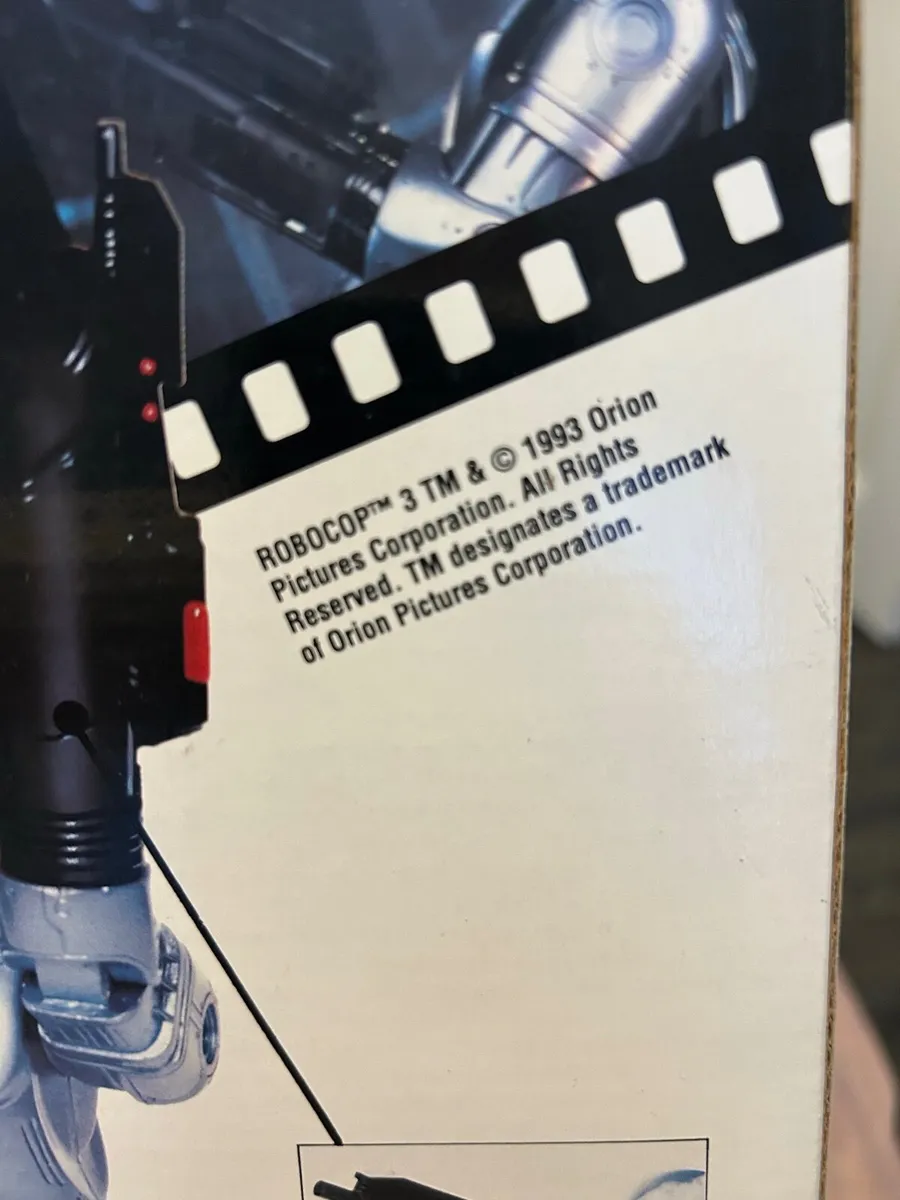 ROBOCOP™ 3 TM & © 1993 Orion
Pictures Corporation. All Rights
Reserved. TM designates a trademark
of Orion Pictures Corporation.